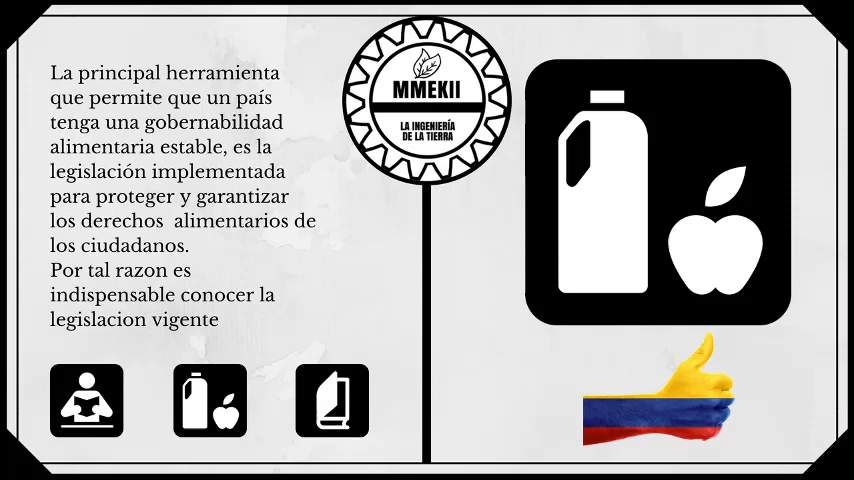 La principal herramienta
que permite que un país
tenga una gobernabilidad
alimentaria estable, es la
legislación implementada
para proteger y garantizar
los derechos  alimentarios de
los ciudadanos.
Por tal razon es
indispensable conocer la
legislacion vigente
MMEKII
LA INGENIERÍA
DE LA TIERRA